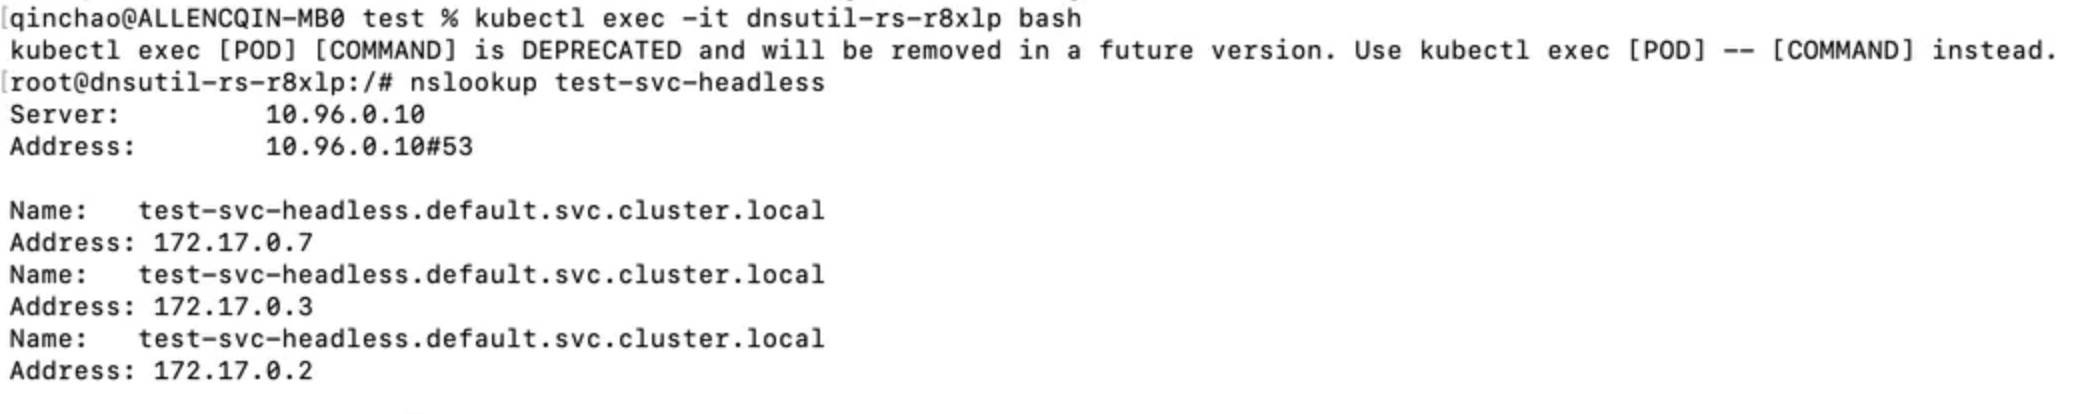 [qinchao@ALLENCQIN-MB0 test % kubectl exec -it dnsutil-rs-r8xlp bash
kubectl exec [POD] [COMMAND] is DEPRECATED and will be removed in a future version. Use kubectl exec [POD] -- [COMMAND] instead.
[root@dnsutil-rs-r8xlp:/# nslookup test-svc-headless
Server:         10.96.0.10
Address:        10.96.0.10#53
Name:   test-svc-headless.default.svc.cluster.local
Address: 172.17.0.7
Name:   test-svc-headless.default.svc.cluster.local
Address: 172.17.0.3
Name:   test-svc-headless.default.svc.cluster.local
Address: 172.17.0.2